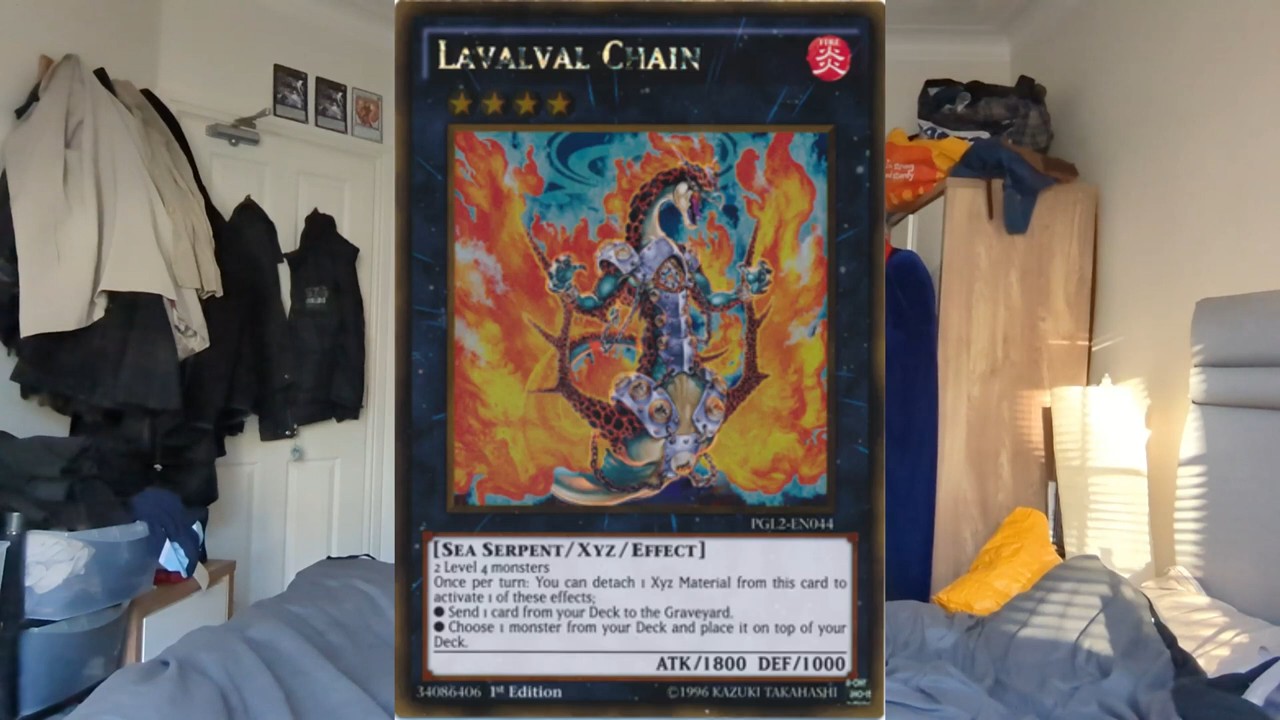 LAVALVAL CHAIN
FIRE
炎
PGL2-EN044
[SEA SERPENT/XYZ/EFFECT]
2 Level 4 monsters
Once per turn: You can detach 1 Xyz Material from this card to
activate 1 of these effects;
● Send 1 card from your Deck to the Graveyard.
● Choose 1 monster from your Deck and place it on top of your
Deck.
ATK/1800 DEF/1000
34086406 1st Edition
©1996 KAZUKI TAKAHASHI